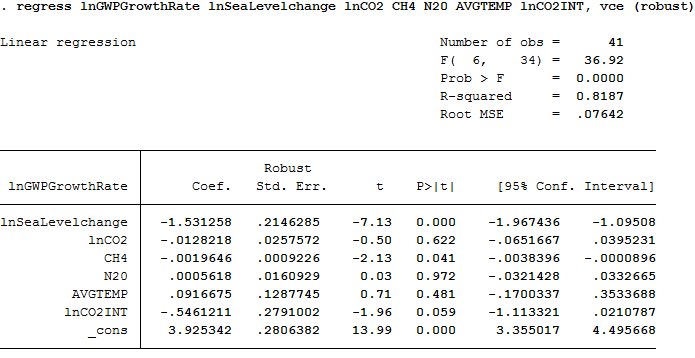 . regress lnGWPGrowthRate lnSeaLevelchange lnCO2 CH4 N20 AVGTEMP lnCO2INT, vce (robust)
Linear regression Number of obs = 41
F( 6, 34) = 36.92
Prob > F = 0.0000
R-squared = 0.8187
Root MSE = .07642
Robust
lnGWPGrowthRate Coef. Std. Err. t P>|t| [95% Conf. Interval]
lnSeaLevelchange -1.531258 .2146285 -7.13 0.000 -1.967436 -1.09508
lnCO2 -.0128218 .0257572 -0.50 0.622 -.0651667 .0395231
CH4 -.0019646 .0009226 -2.13 0.041 -.0038396 -.0000896
N20 .0005618 .0160929 0.03 0.972 -.0321428 .0332665
AVGTEMP .0916675 .1287745 0.71 0.481 -.1700337 .3533688
lnCO2INT -.5461211 .2791002 -1.96 0.059 -1.113321 .0210787
_cons 3.925342 .2806382 13.99 0.000 3.355017 4.495668